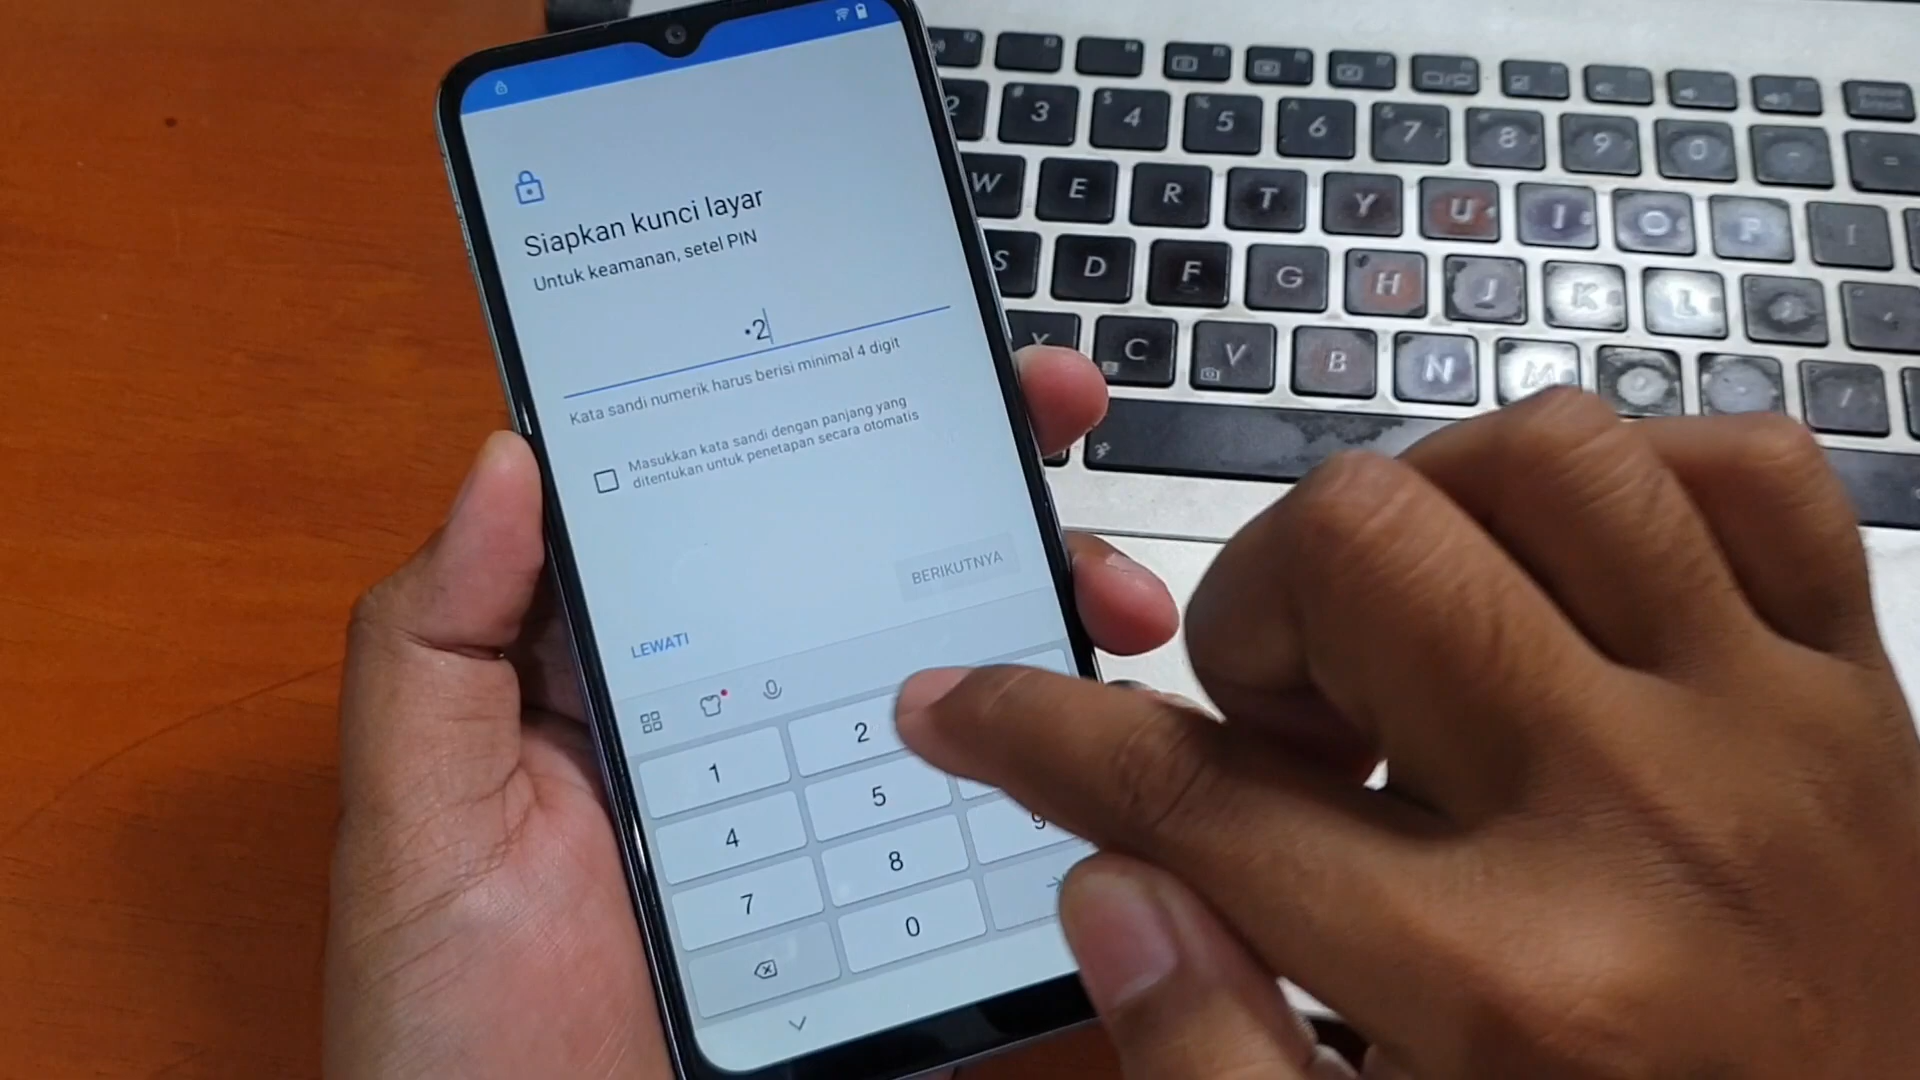 Siapkan kunci layar
Untuk keamanan, setel PIN
•2
Kata sandi numerik harus berisi minimal 4 digit
Masukkan kata sandi dengan panjang yang
ditentukan untuk penetapan secara otomatis
BERIKUTNYA
LEWATI
1 2
4 5
7 8 9
0
2 3 4 5 6 7 8 9 0 - =
W E R T Y U I O P [
S D F G H J K L ;
X C V B N M /